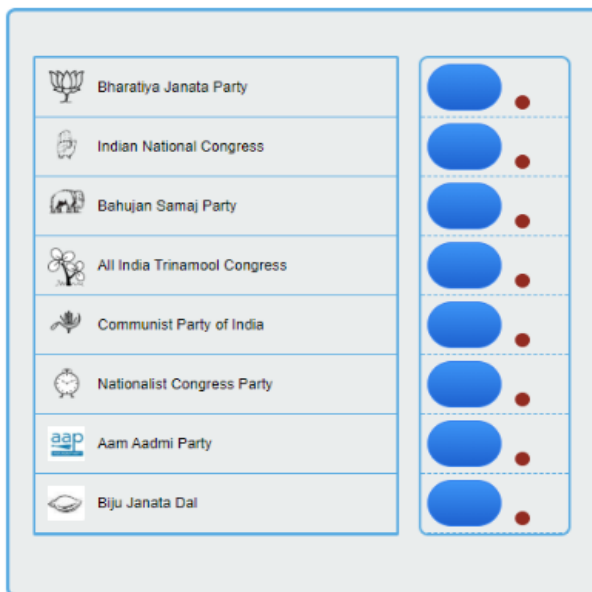 Bharatiya Janata Party
Indian National Congress
Bahujan Samaj Party
All India Trinamool Congress
Communist Party of India
Nationalist Congress Party
aap
Aam Aadmi Party
Biju Janata Dal